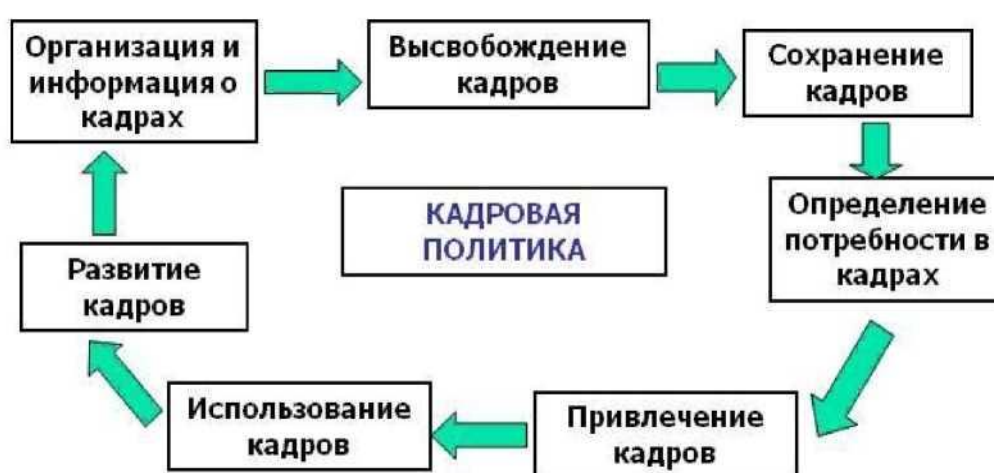 Организация и
информация о
кадрах
Высвобождение
кадров
Сохранение
кадров
КАДРОВАЯ
ПОЛИТИКА
Определение
потребности в
кадрах
Развитие
кадров
Использование
кадров
Привлечение
кадров